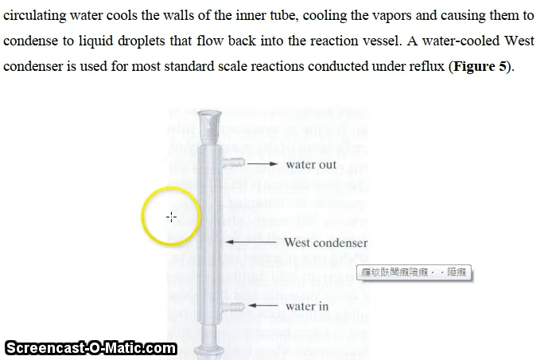 circulating water cools the walls of the inner tube, cooling the vapors and causing them to
condense to liquid droplets that flow back into the reaction vessel. A water-cooled West
condenser is used for most standard scale reactions conducted under reflux (Figure 5).
water out
West condenser
water in
Screencast-O-Matic.com